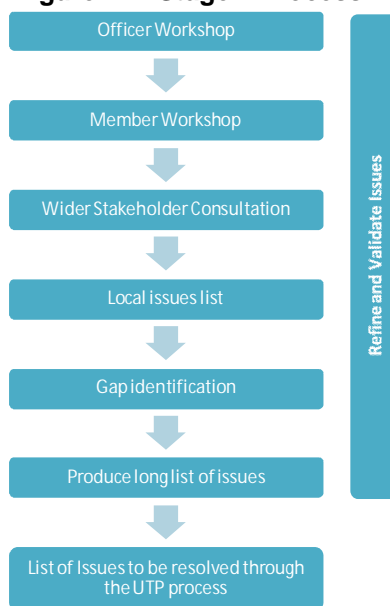 Officer Workshop
Member Workshop
Wider Stakeholder Consultation
Local issues list
Gap identification
Produce long list of issues
List of Issues to be resolved through
the UTP process
Refine and Validate Issues